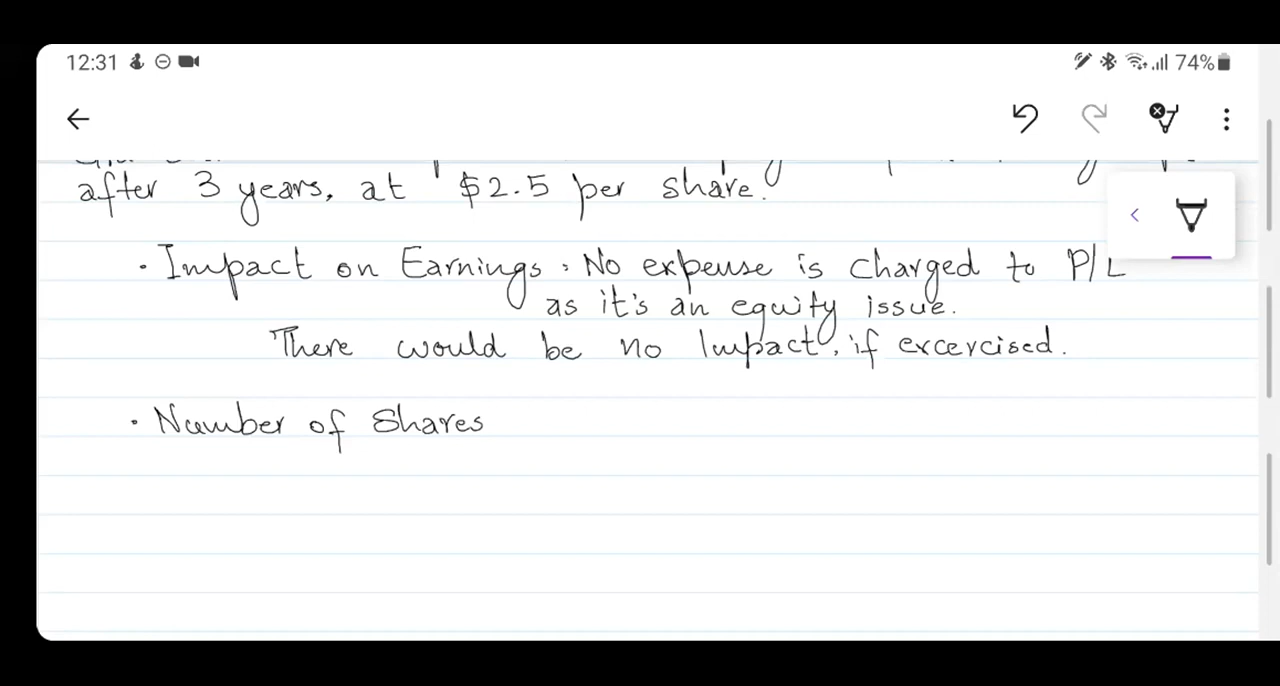 12:31
74%
after 3 years, at $2.5 per share.
· Impact on Earnings : No expense is charged to P/L
as it's an equity issue.
There would be no Impact, if excercised.
· Number of Shares